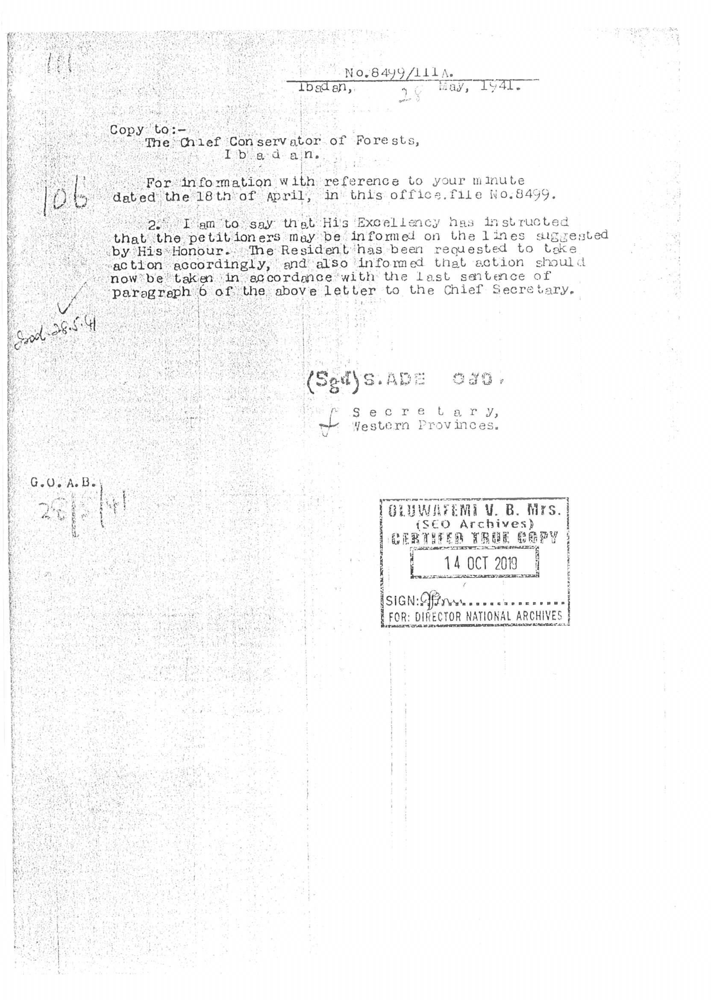 111
No.8499/111A.
Ibadan, 28 May, 1941.
Copy to:-
The Chief Conservator of Forests,
I b a d a n.
106
For information with reference to your minute
dated the 18th of April, in this office.file No.8499.
2. I am to say that His Excellency has instructed
that the petitioners may be informed on the lines suggested
by His Honour. The Resident has been requested to take
action accordingly, and also informed that action should
now be taken in accordance with the last sentence of
paragraph 6 of the above letter to the Chief Secretary.
28.5.41
(Sgd) S. ADE OJO.
f S e c r e t a r y,
Western Provinces.
G.O.A.B.
28/5/41
OLUWAFEMI V. B. Mrs.
(SEO Archives)
CERTIFED TRUE COPY
14 OCT 2019
SIGN:
FOR: DIRECTOR NATIONAL ARCHIVES